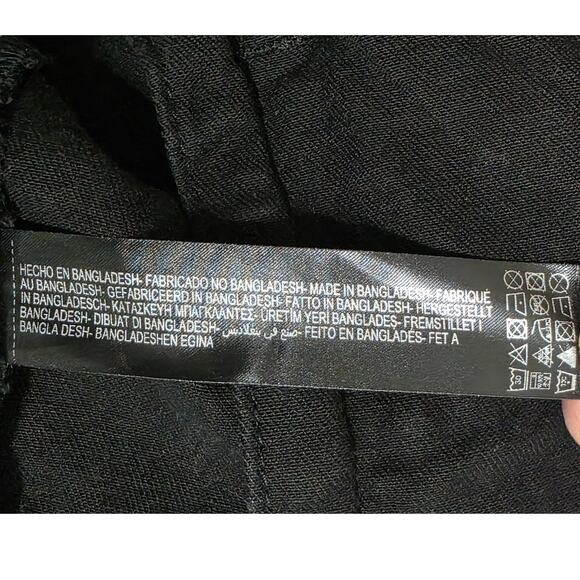 HECHO EN BANGLADESH- FABRICADO NO BANGLADESH- MADE IN BANGLADESH- FABRIQUÉ
AU BANGLADESH- GEFABRICEERD IN BANGLADESH- FATTO IN BANGLADESH- HERGESTELLT
IN BANGLADESCH- ΚΑΤΑΣΚΕΥΗ ΜΠΑΓΚΛΑΝΤΕΣ- ÜRETİM YERİ BANGLADEŞ- FREMSTILLET I
BANGLADESH- DIBUAT DI BANGLADESH- صنع في بنغلاديش- FEITO EN BANGLADÉS- FET A
BANGLA DESH- BANGLADESHEN EGINA